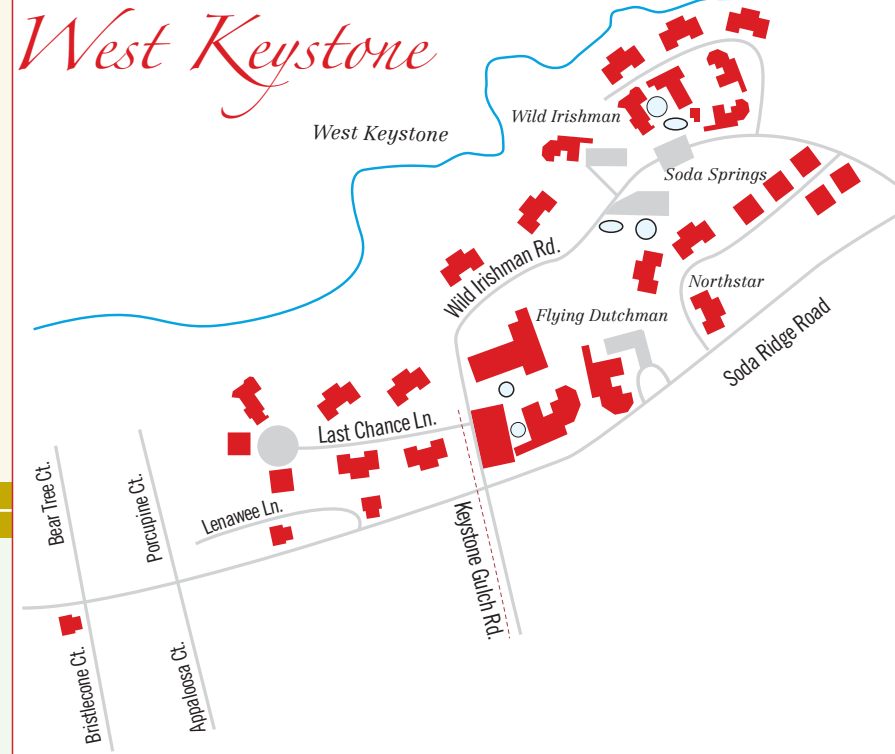 West Keystone
Wild Irishman
West Keystone
Soda Springs
Wild Irishman Rd.
Northstar
Flying Dutchman
Soda Ridge Road
Last Chance Ln.
Bear Tree Ct.
Porcupine Ct.
Lenawee Ln.
Keystone Gulch Rd.
Bristlecone Ct.
Appaloosa Ct.